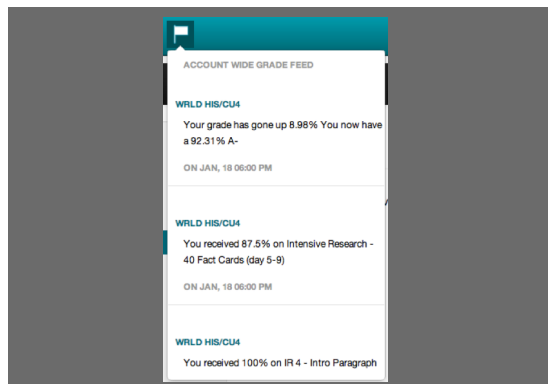 ACCOUNT WIDE GRADE FEED
WRLD HIS/CU4
Your grade has gone up 8.98% You now have
a 92.31% A-
ON JAN, 18 06:00 PM
WRLD HIS/CU4
You received 87.5% on Intensive Research -
40 Fact Cards (day 5-9)
ON JAN, 18 06:00 PM
WRLD HIS/CU4
You received 100% on IR 4 - Intro Paragraph